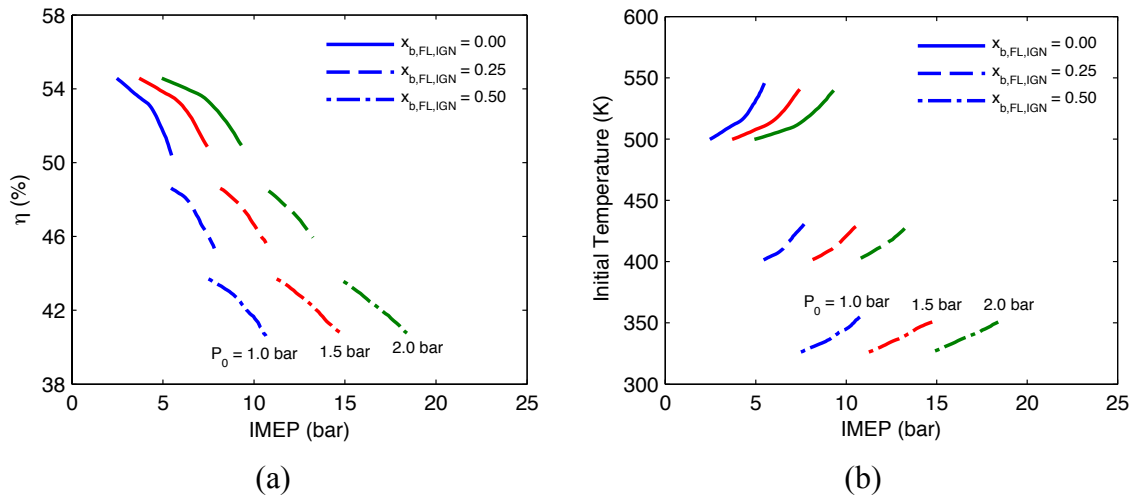 58
54
50
46
42
38
η (%)
x_b,FL,IGN = 0.00
x_b,FL,IGN = 0.25
x_b,FL,IGN = 0.50
P_0 = 1.0 bar
1.5 bar
2.0 bar
0 5 10 15 20 25
IMEP (bar)
(a)
600
550
500
450
400
350
300
Initial Temperature (K)
x_b,FL,IGN = 0.00
x_b,FL,IGN = 0.25
x_b,FL,IGN = 0.50
P_0 = 1.0 bar
1.5 bar
2.0 bar
0 5 10 15 20 25
IMEP (bar)
(b)